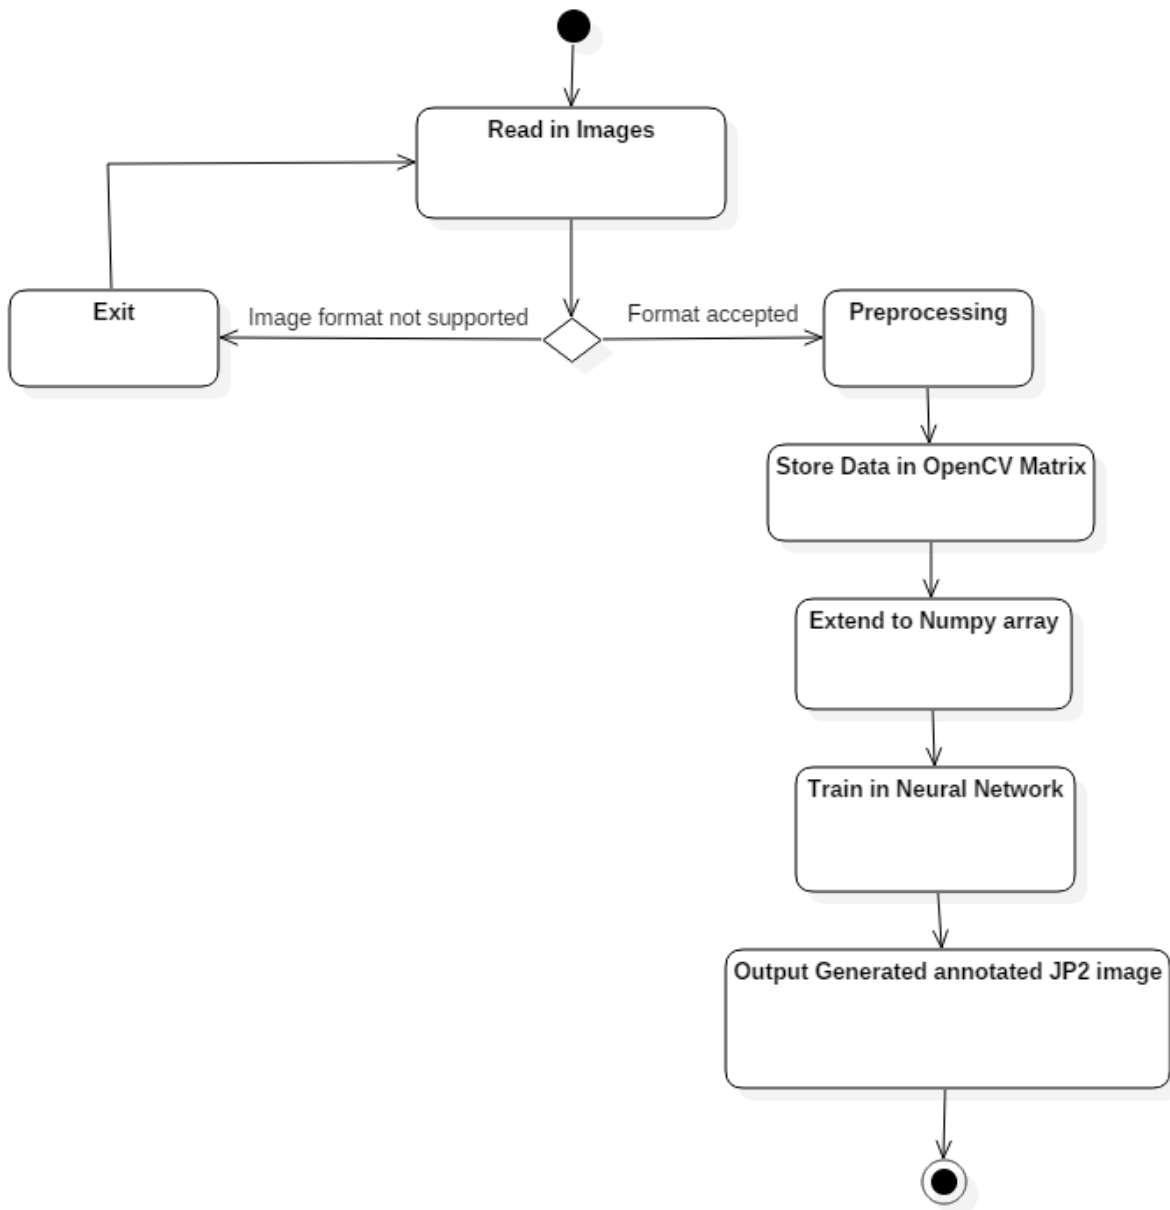 Read in Images
Exit
Image format not supported
Format accepted
Preprocessing
Store Data in OpenCV Matrix
Extend to Numpy array
Train in Neural Network
Output Generated annotated JP2 image